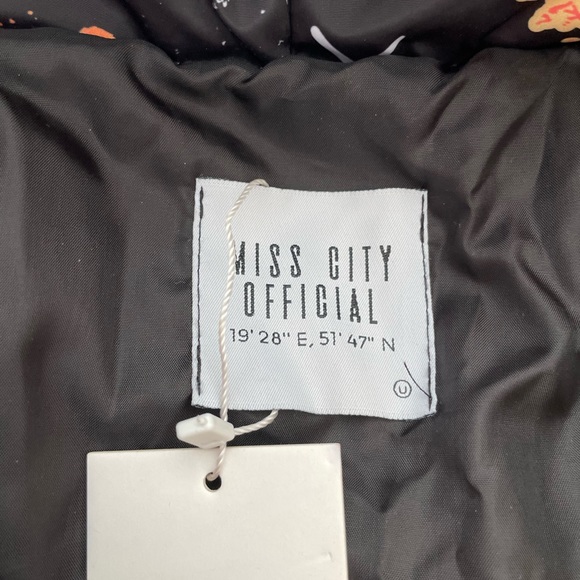 MISS CITY
OFFICIAL
19' 28" E, 51' 47" N
U